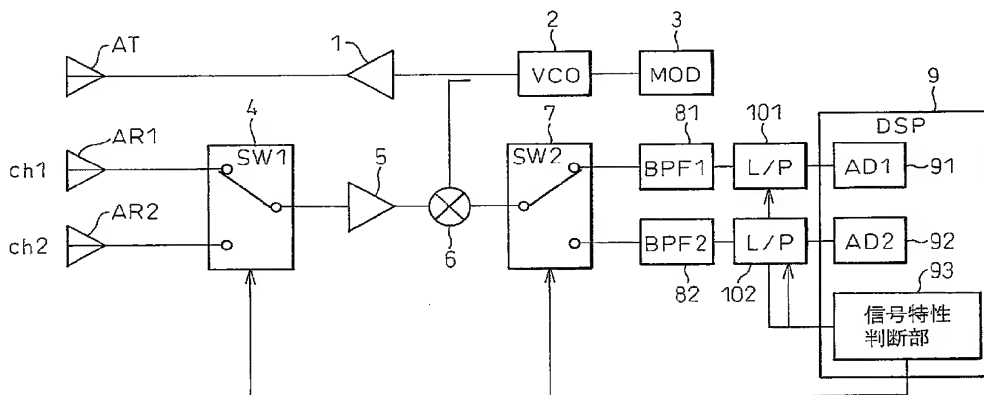 AT
1
2
3
VCO
MOD
9
DSP
AR1
ch1
4
SW1
5
7
SW2
81
BPF1
101
L/P
AD1
91
AR2
ch2
6
BPF2
82
L/P
102
AD2
92
93
信号特性
判断部